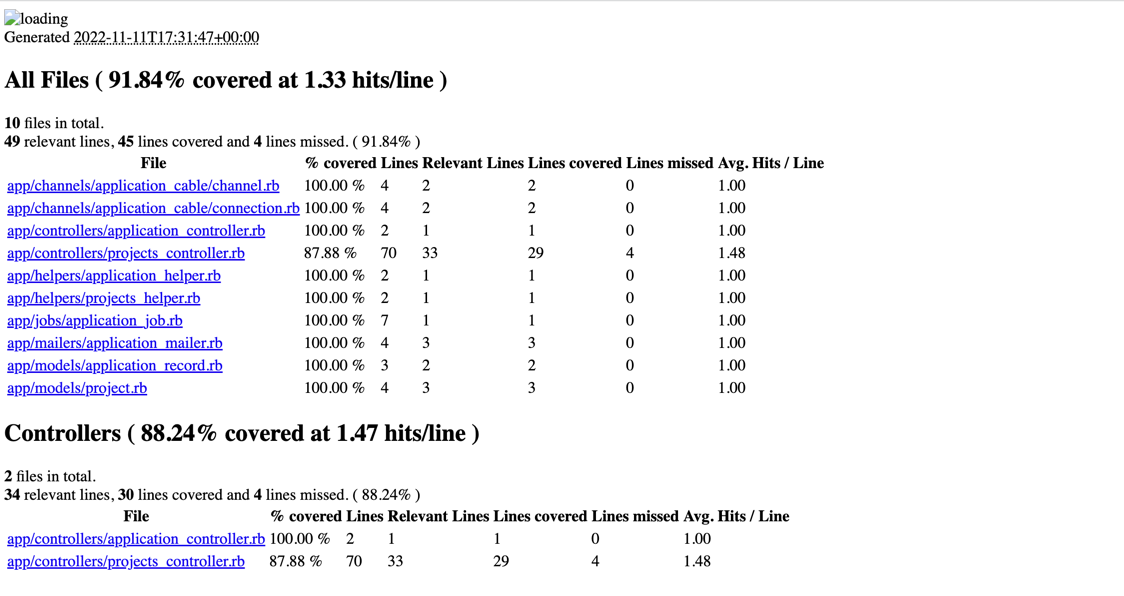 loading
Generated 2022-11-11T17:31:47+00:00
All Files ( 91.84% covered at 1.33 hits/line )
10 files in total.
49 relevant lines, 45 lines covered and 4 lines missed. ( 91.84% )
File % covered Lines Relevant Lines Lines covered Lines missed Avg. Hits / Line
app/channels/application_cable/channel.rb 100.00 % 4 2 2 0 1.00
app/channels/application_cable/connection.rb 100.00 % 4 2 2 0 1.00
app/controllers/application_controller.rb 100.00 % 2 1 1 0 1.00
app/controllers/projects_controller.rb 87.88 % 70 33 29 4 1.48
app/helpers/application_helper.rb 100.00 % 2 1 1 0 1.00
app/helpers/projects_helper.rb 100.00 % 2 1 1 0 1.00
app/jobs/application_job.rb 100.00 % 7 1 1 0 1.00
app/mailers/application_mailer.rb 100.00 % 4 3 3 0 1.00
app/models/application_record.rb 100.00 % 3 2 2 0 1.00
app/models/project.rb 100.00 % 4 3 3 0 1.00
Controllers ( 88.24% covered at 1.47 hits/line )
2 files in total.
34 relevant lines, 30 lines covered and 4 lines missed. ( 88.24% )
File % covered Lines Relevant Lines Lines covered Lines missed Avg. Hits / Line
app/controllers/application_controller.rb 100.00 % 2 1 1 0 1.00
app/controllers/projects_controller.rb 87.88 % 70 33 29 4 1.48